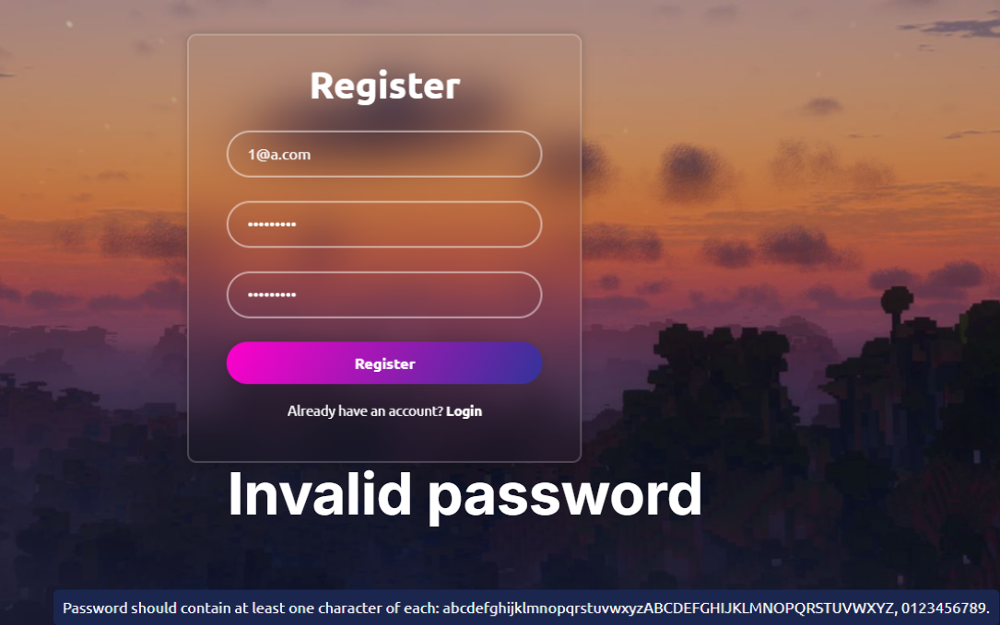 Register
1@a.com
•••••••••
•••••••••
Register
Already have an account? Login
Invalid password
Password should contain at least one character of each: abcdefghijklmnopqrstuvwxyzABCDEFGHIJKLMNOPQRSTUVWXYZ, 0123456789.